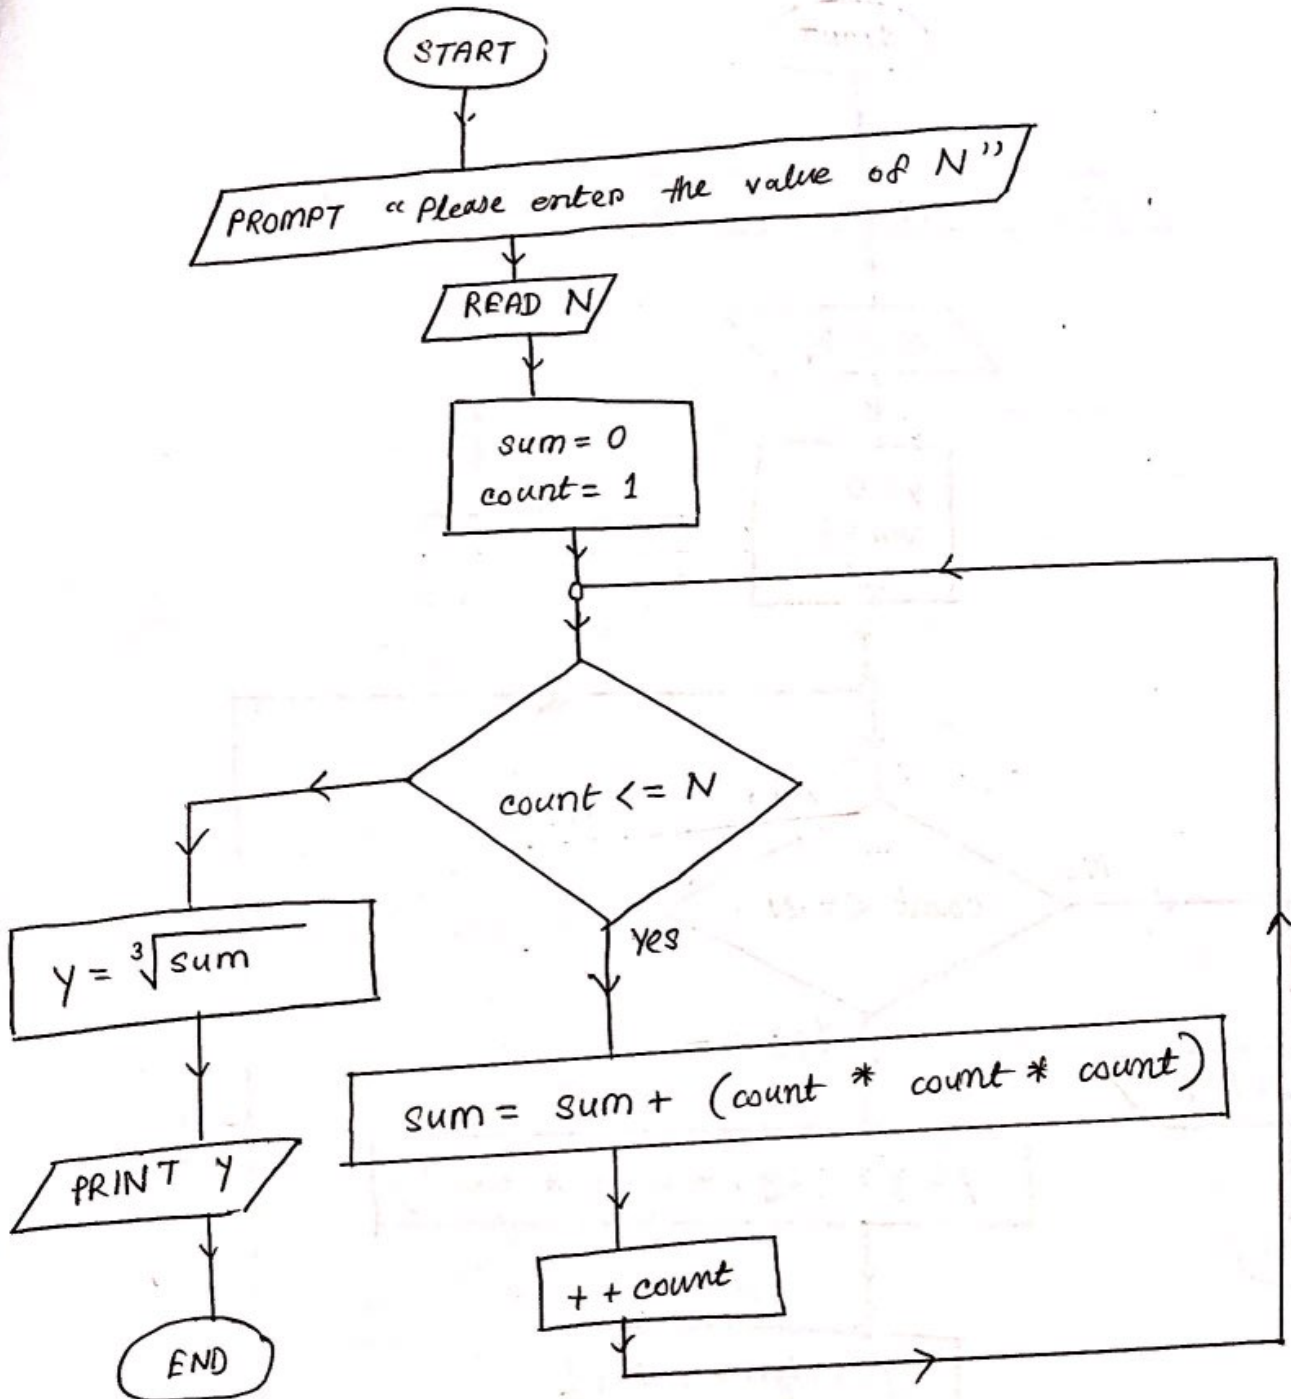 START
PROMPT "Please enter the value of N"
READ N
sum = 0
count = 1
count <= N
yes
y = ³√sum
sum = sum + (count * count * count)
PRINT y
++count
END